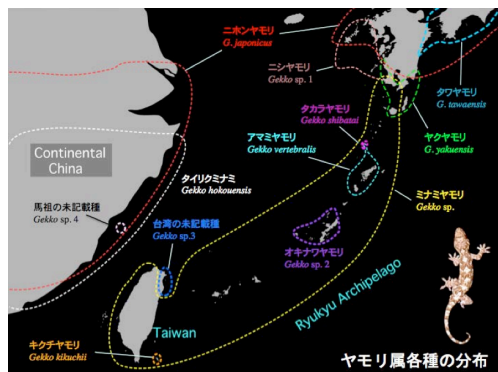 ニホンヤモリ
G. japonicus
ニシヤモリ
Gekko sp. 1
タワヤモリ
G. tawaensis
タカラヤモリ
Gekko shibatai
アマミヤモリ
Gekko vertebralis
ヤクヤモリ
G. yakuensis
Continental
China
タイリクミナミ
Gekko hokouensis
ミナミヤモリ
Gekko sp.
馬祖の未記載種
Gekko sp. 4
台湾の未記載種
Gekko sp.3
オキナワヤモリ
Gekko sp. 2
Ryukyu Archipelago
Taiwan
キクチヤモリ
Gekko kikuchii
ヤモリ属各種の分布